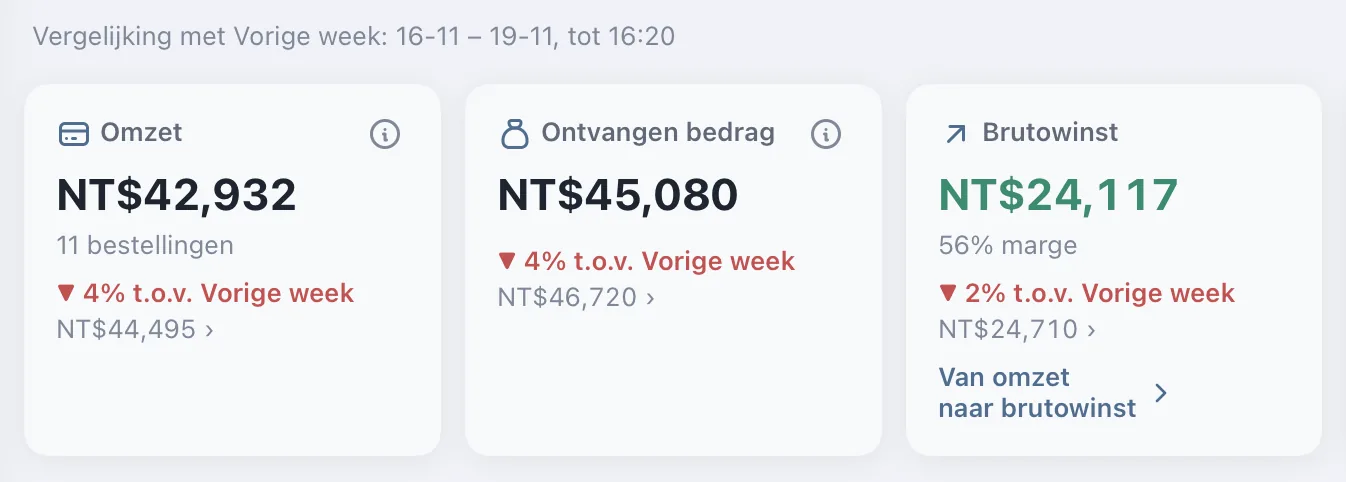 Vergelijking met Vorige week: 16-11 – 19-11, tot 16:20
Omzet
NT$42,932
11 bestellingen
▼ 4% t.o.v. Vorige week
NT$44,495 ›
Ontvangen bedrag
NT$45,080
▼ 4% t.o.v. Vorige week
NT$46,720 ›
Brutowinst
NT$24,117
56% marge
▼ 2% t.o.v. Vorige week
NT$24,710 ›
Van omzet
naar brutowinst